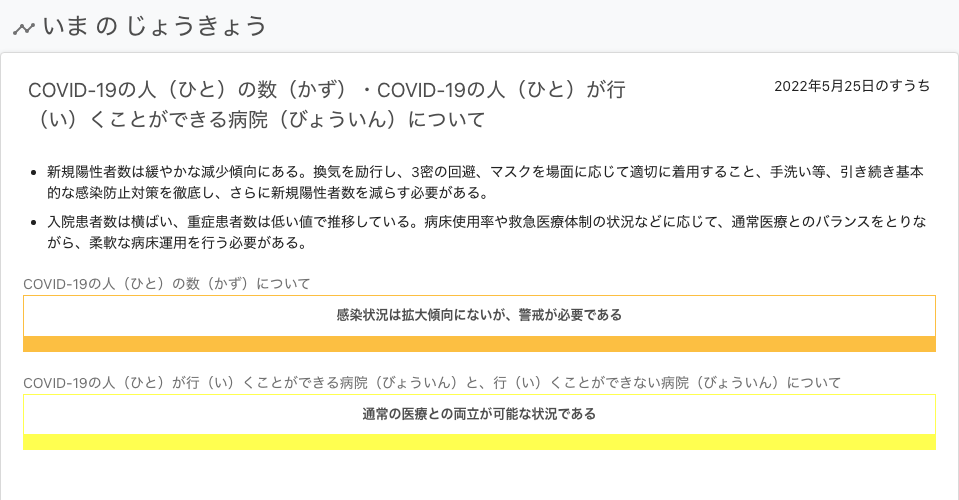 いま の じょうきょう
COVID-19の人（ひと）の数（かず）・COVID-19の人（ひと）が行
（い）くことができる病院（びょういん）について
2022年5月25日のすうち
新規陽性者数は緩やかな減少傾向にある。換気を励行し、3密の回避、マスクを場面に応じて適切に着用すること、手洗い等、引き続き基本
的な感染防止対策を徹底し、さらに新規陽性者数を減らす必要がある。
入院患者数は横ばい、重症患者数は低い値で推移している。病床使用率や救急医療体制の状況などに応じて、通常医療とのバランスをとりな
がら、柔軟な病床運用を行う必要がある。
COVID-19の人（ひと）の数（かず）について
感染状況は拡大傾向にないが、警戒が必要である
COVID-19の人（ひと）が行（い）くことができる病院（びょういん）と、行（い）くことができない病院（びょういん）について
通常の医療との両立が可能な状況である